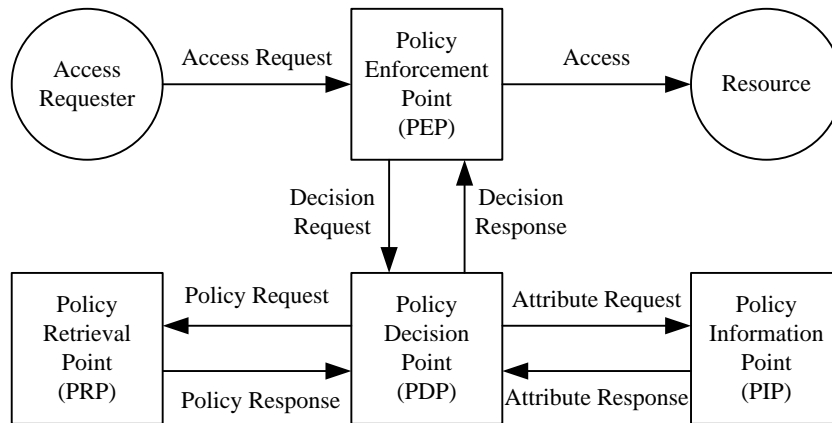 Access
Requester
Access Request
Policy
Enforcement
Point
(PEP)
Access
Resource
Decision
Request
Decision
Response
Policy
Retrieval
Point
(PRP)
Policy Request
Policy Response
Policy
Decision
Point
(PDP)
Attribute Request
Attribute Response
Policy
Information
Point
(PIP)